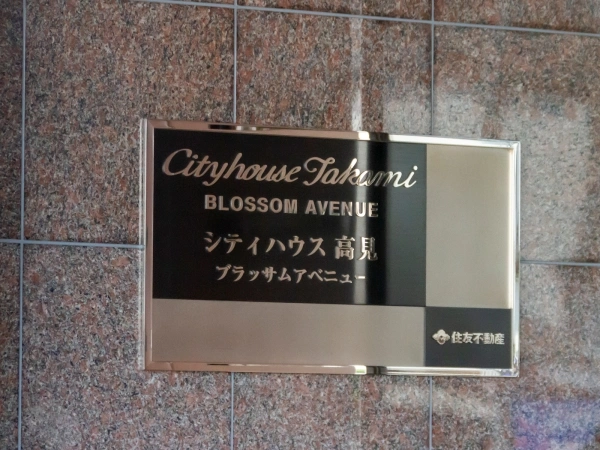 Cityhouse Takami
BLOSSOM AVENUE
シティハウス 高見
ブラッサムアベニュー
住友不動産